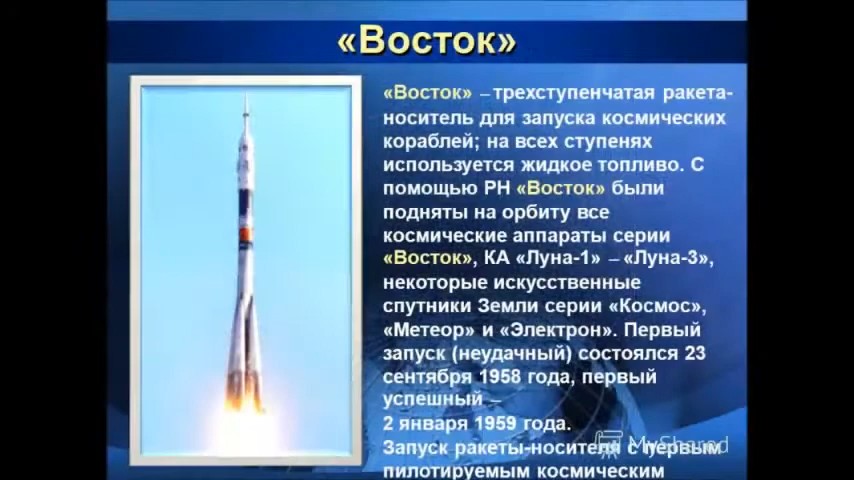 «Восток»
«Восток» – трехступенчатая ракета-
носитель для запуска космических
кораблей; на всех ступенях
используется жидкое топливо. С
помощью РН «Восток» были
подняты на орбиту все
космические аппараты серии
«Восток», КА «Луна-1» – «Луна-3»,
некоторые искусственные
спутники Земли серии «Космос»,
«Метеор» и «Электрон». Первый
запуск (неудачный) состоялся 23
сентября 1958 года, первый
успешный –
2 января 1959 года.
Запуск ракеты-носителя с первым
пилотируемым космическим
MyShared